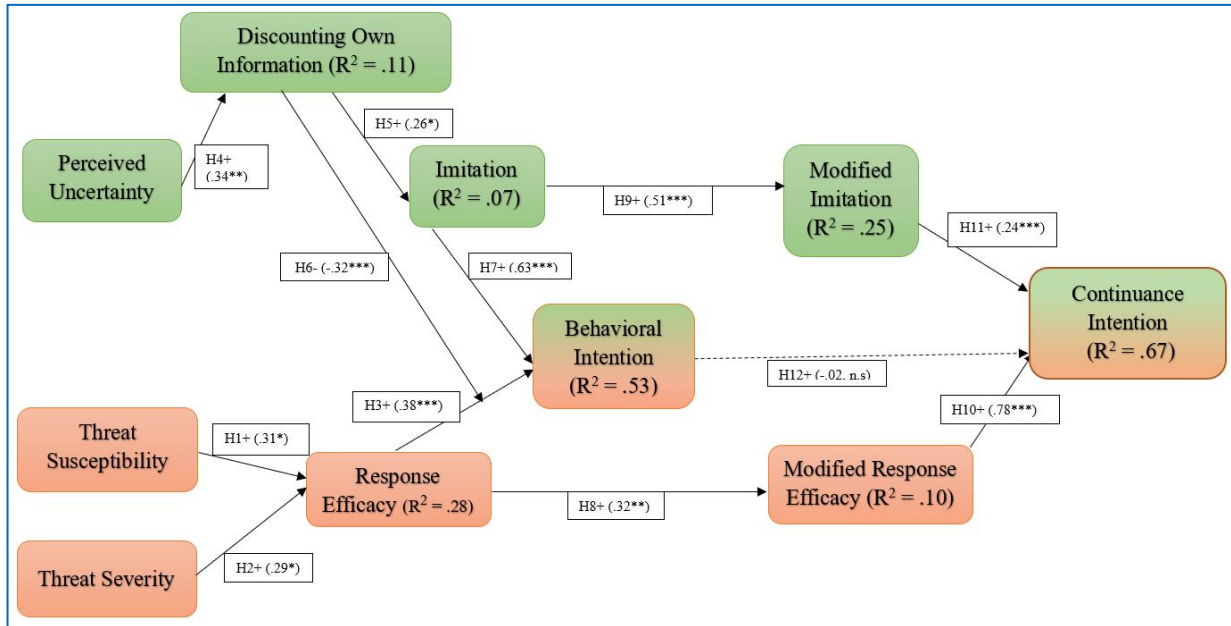 Discounting Own
Information (R² = .11)
H5+ (.26*)
Perceived
Uncertainty
H4+
(.34**)
Imitation
(R² = .07)
H9+ (.51***)
Modified
Imitation
(R² = .25)
H11+ (.24***)
H6- (-.32***)
H7+ (.63***)
Continuance
Intention
(R² = .67)
Behavioral
Intention
(R² = .53)
H12+ (-.02, n.s)
H3+ (.38***)
H10+ (.78***)
Threat
Susceptibility
H1+ (.31*)
Response
Efficacy (R² = .28)
H8+ (.32**)
Modified Response
Efficacy (R² = .10)
Threat Severity
H2+ (.29*)